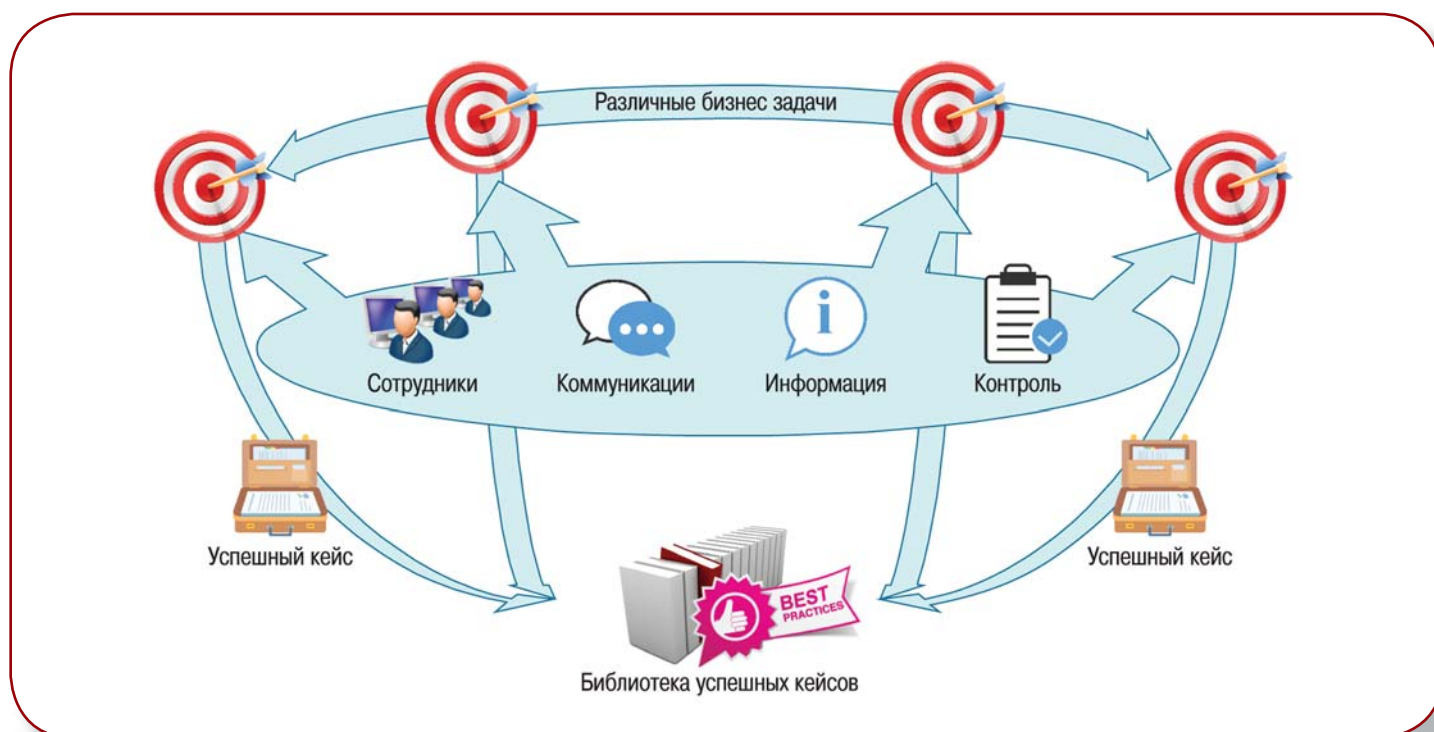 Различные бизнес задачи
Сотрудники
Коммуникации
Информация
Контроль
Успешный кейс
Успешный кейс
BEST
PRACTICES
Библиотека успешных кейсов